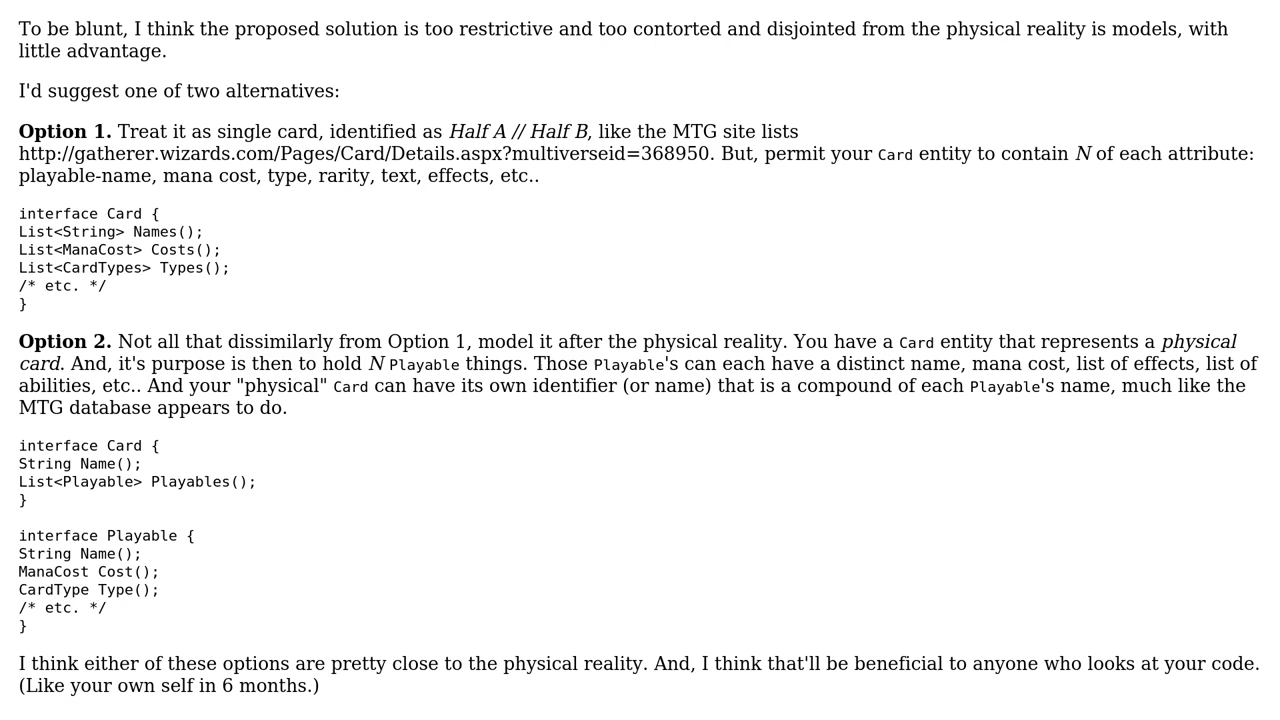 To be blunt, I think the proposed solution is too restrictive and too contorted and disjointed from the physical reality is models, with
little advantage.
I'd suggest one of two alternatives:
Option 1. Treat it as single card, identified as Half A // Half B, like the MTG site lists
http://gatherer.wizards.com/Pages/Card/Details.aspx?multiverseid=368950. But, permit your Card entity to contain N of each attribute:
playable-name, mana cost, type, rarity, text, effects, etc..
interface Card {
List<String> Names();
List<ManaCost> Costs();
List<CardTypes> Types();
/* etc. */
}
Option 2. Not all that dissimilarly from Option 1, model it after the physical reality. You have a Card entity that represents a physical
card. And, it's purpose is then to hold N Playable things. Those Playable's can each have a distinct name, mana cost, list of effects, list of
abilities, etc.. And your "physical" Card can have its own identifier (or name) that is a compound of each Playable's name, much like the
MTG database appears to do.
interface Card {
String Name();
List<Playable> Playables();
}
interface Playable {
String Name();
ManaCost Cost();
CardType Type();
/* etc. */
}
I think either of these options are pretty close to the physical reality. And, I think that'll be beneficial to anyone who looks at your code.
(Like your own self in 6 months.)